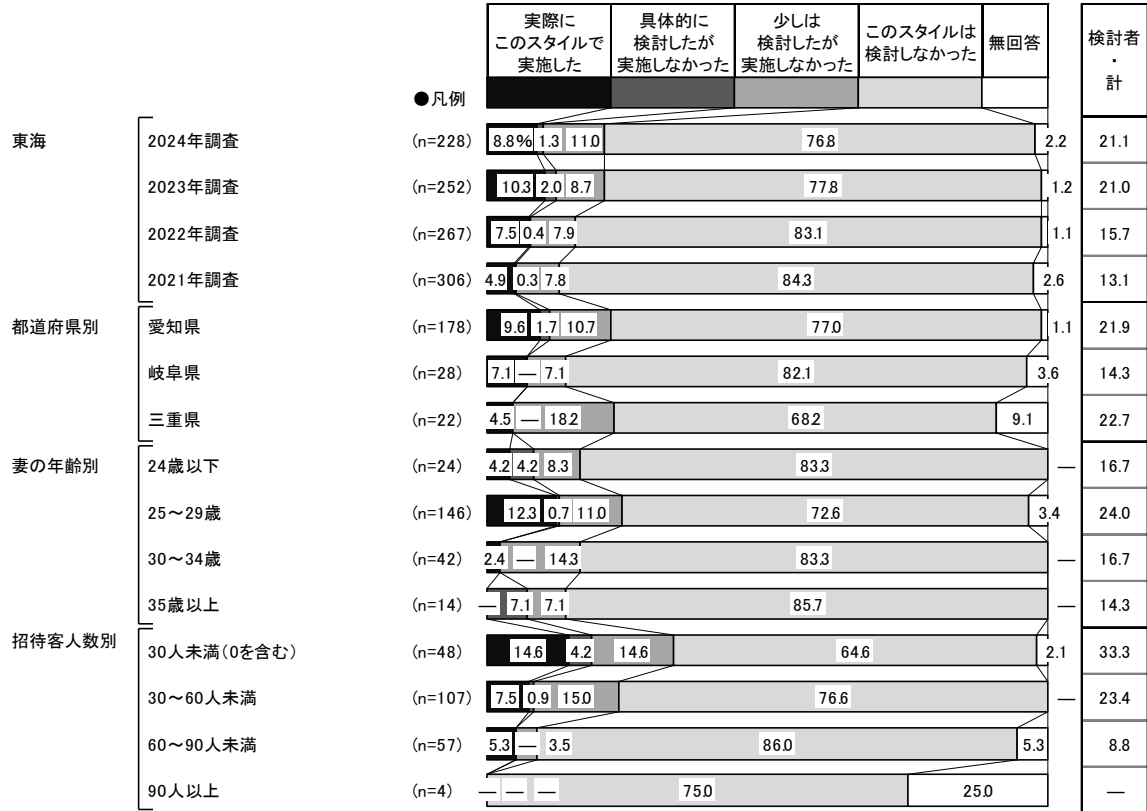 実際に
このスタイルで
実施した
具体的に
検討したが
実施しなかった
少しは
検討したが
実施しなかった
このスタイルは
検討しなかった
無回答
検討者
・
計
●凡例
東海 2024年調査 (n=228) 8.8% 1.3 11.0 76.8 2.2 21.1
2023年調査 (n=252) 10.3 2.0 8.7 77.8 1.2 21.0
2022年調査 (n=267) 7.5 0.4 7.9 83.1 1.1 15.7
2021年調査 (n=306) 4.9 0.3 7.8 84.3 2.6 13.1
都道府県別 愛知県 (n=178) 9.6 1.7 10.7 77.0 1.1 21.9
岐阜県 (n=28) 7.1 — 7.1 82.1 3.6 14.3
三重県 (n=22) 4.5 — 18.2 68.2 9.1 22.7
妻の年齢別 24歳以下 (n=24) 4.2 4.2 8.3 83.3 — 16.7
25～29歳 (n=146) 12.3 0.7 11.0 72.6 3.4 24.0
30～34歳 (n=42) 2.4 — 14.3 83.3 — 16.7
35歳以上 (n=14) — 7.1 7.1 85.7 — 14.3
招待客人数別 30人未満(0を含む) (n=48) 14.6 4.2 14.6 64.6 2.1 33.3
30～60人未満 (n=107) 7.5 0.9 15.0 76.6 — 23.4
60～90人未満 (n=57) 5.3 — 3.5 86.0 5.3 8.8
90人以上 (n=4) — — — 75.0 25.0 —